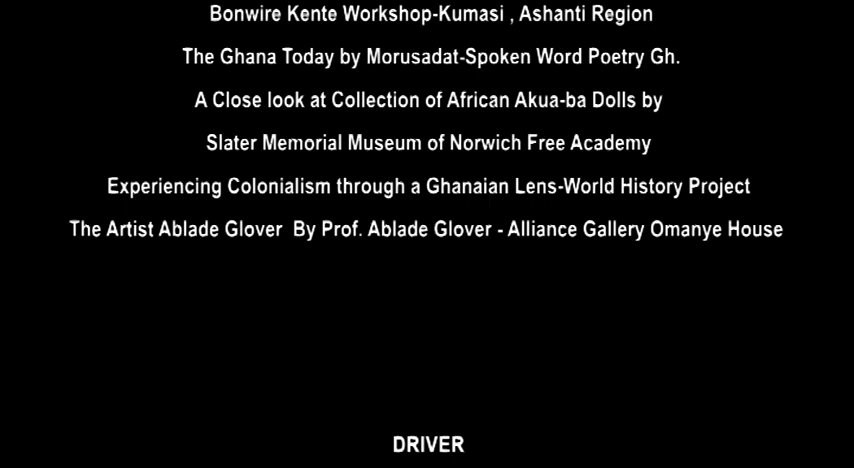 Bonwire Kente Workshop-Kumasi , Ashanti Region
The Ghana Today by Morusadat-Spoken Word Poetry Gh.
A Close look at Collection of African Akua-ba Dolls by
Slater Memorial Museum of Norwich Free Academy
Experiencing Colonialism through a Ghanaian Lens-World History Project
The Artist Ablade Glover  By Prof. Ablade Glover - Alliance Gallery Omanye House
DRIVER